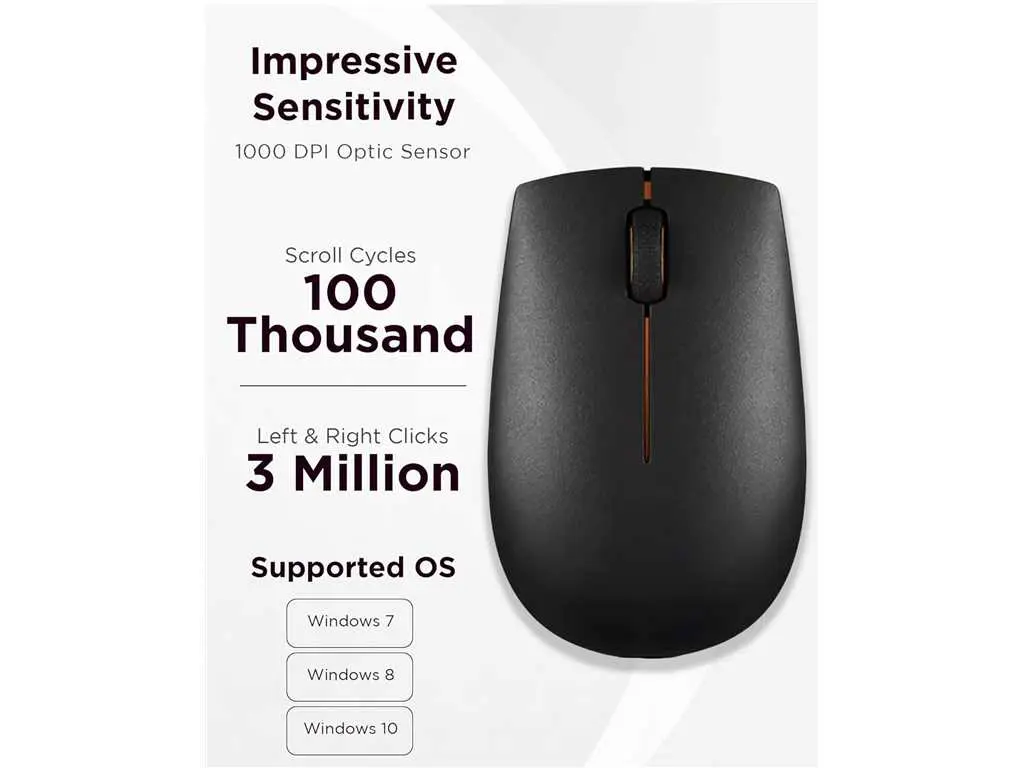 Impressive
Sensitivity
1000 DPI Optic Sensor
Scroll Cycles
100
Thousand
Left & Right Clicks
3 Million
Supported OS
Windows 7
Windows 8
Windows 10